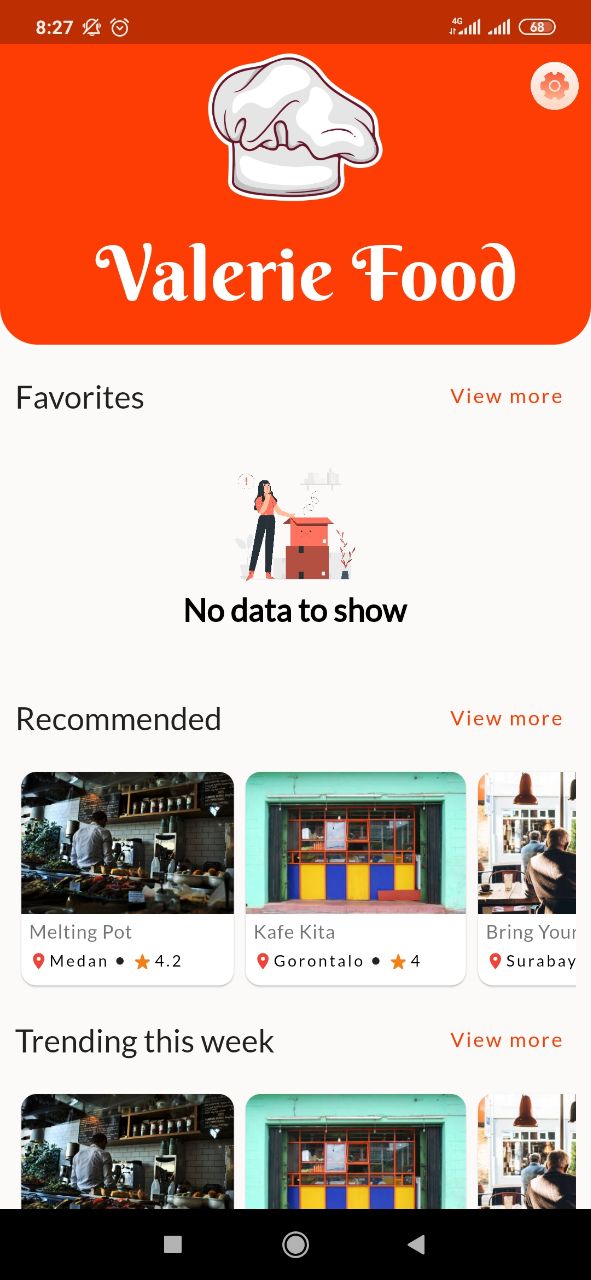 8:27
4G
68
Valerie Food
Favorites
View more
No data to show
Recommended
View more
Melting Pot
Kafe Kita
Bring Your
Medan • 4.2
Gorontalo • 4
Surabay
Trending this week
View more